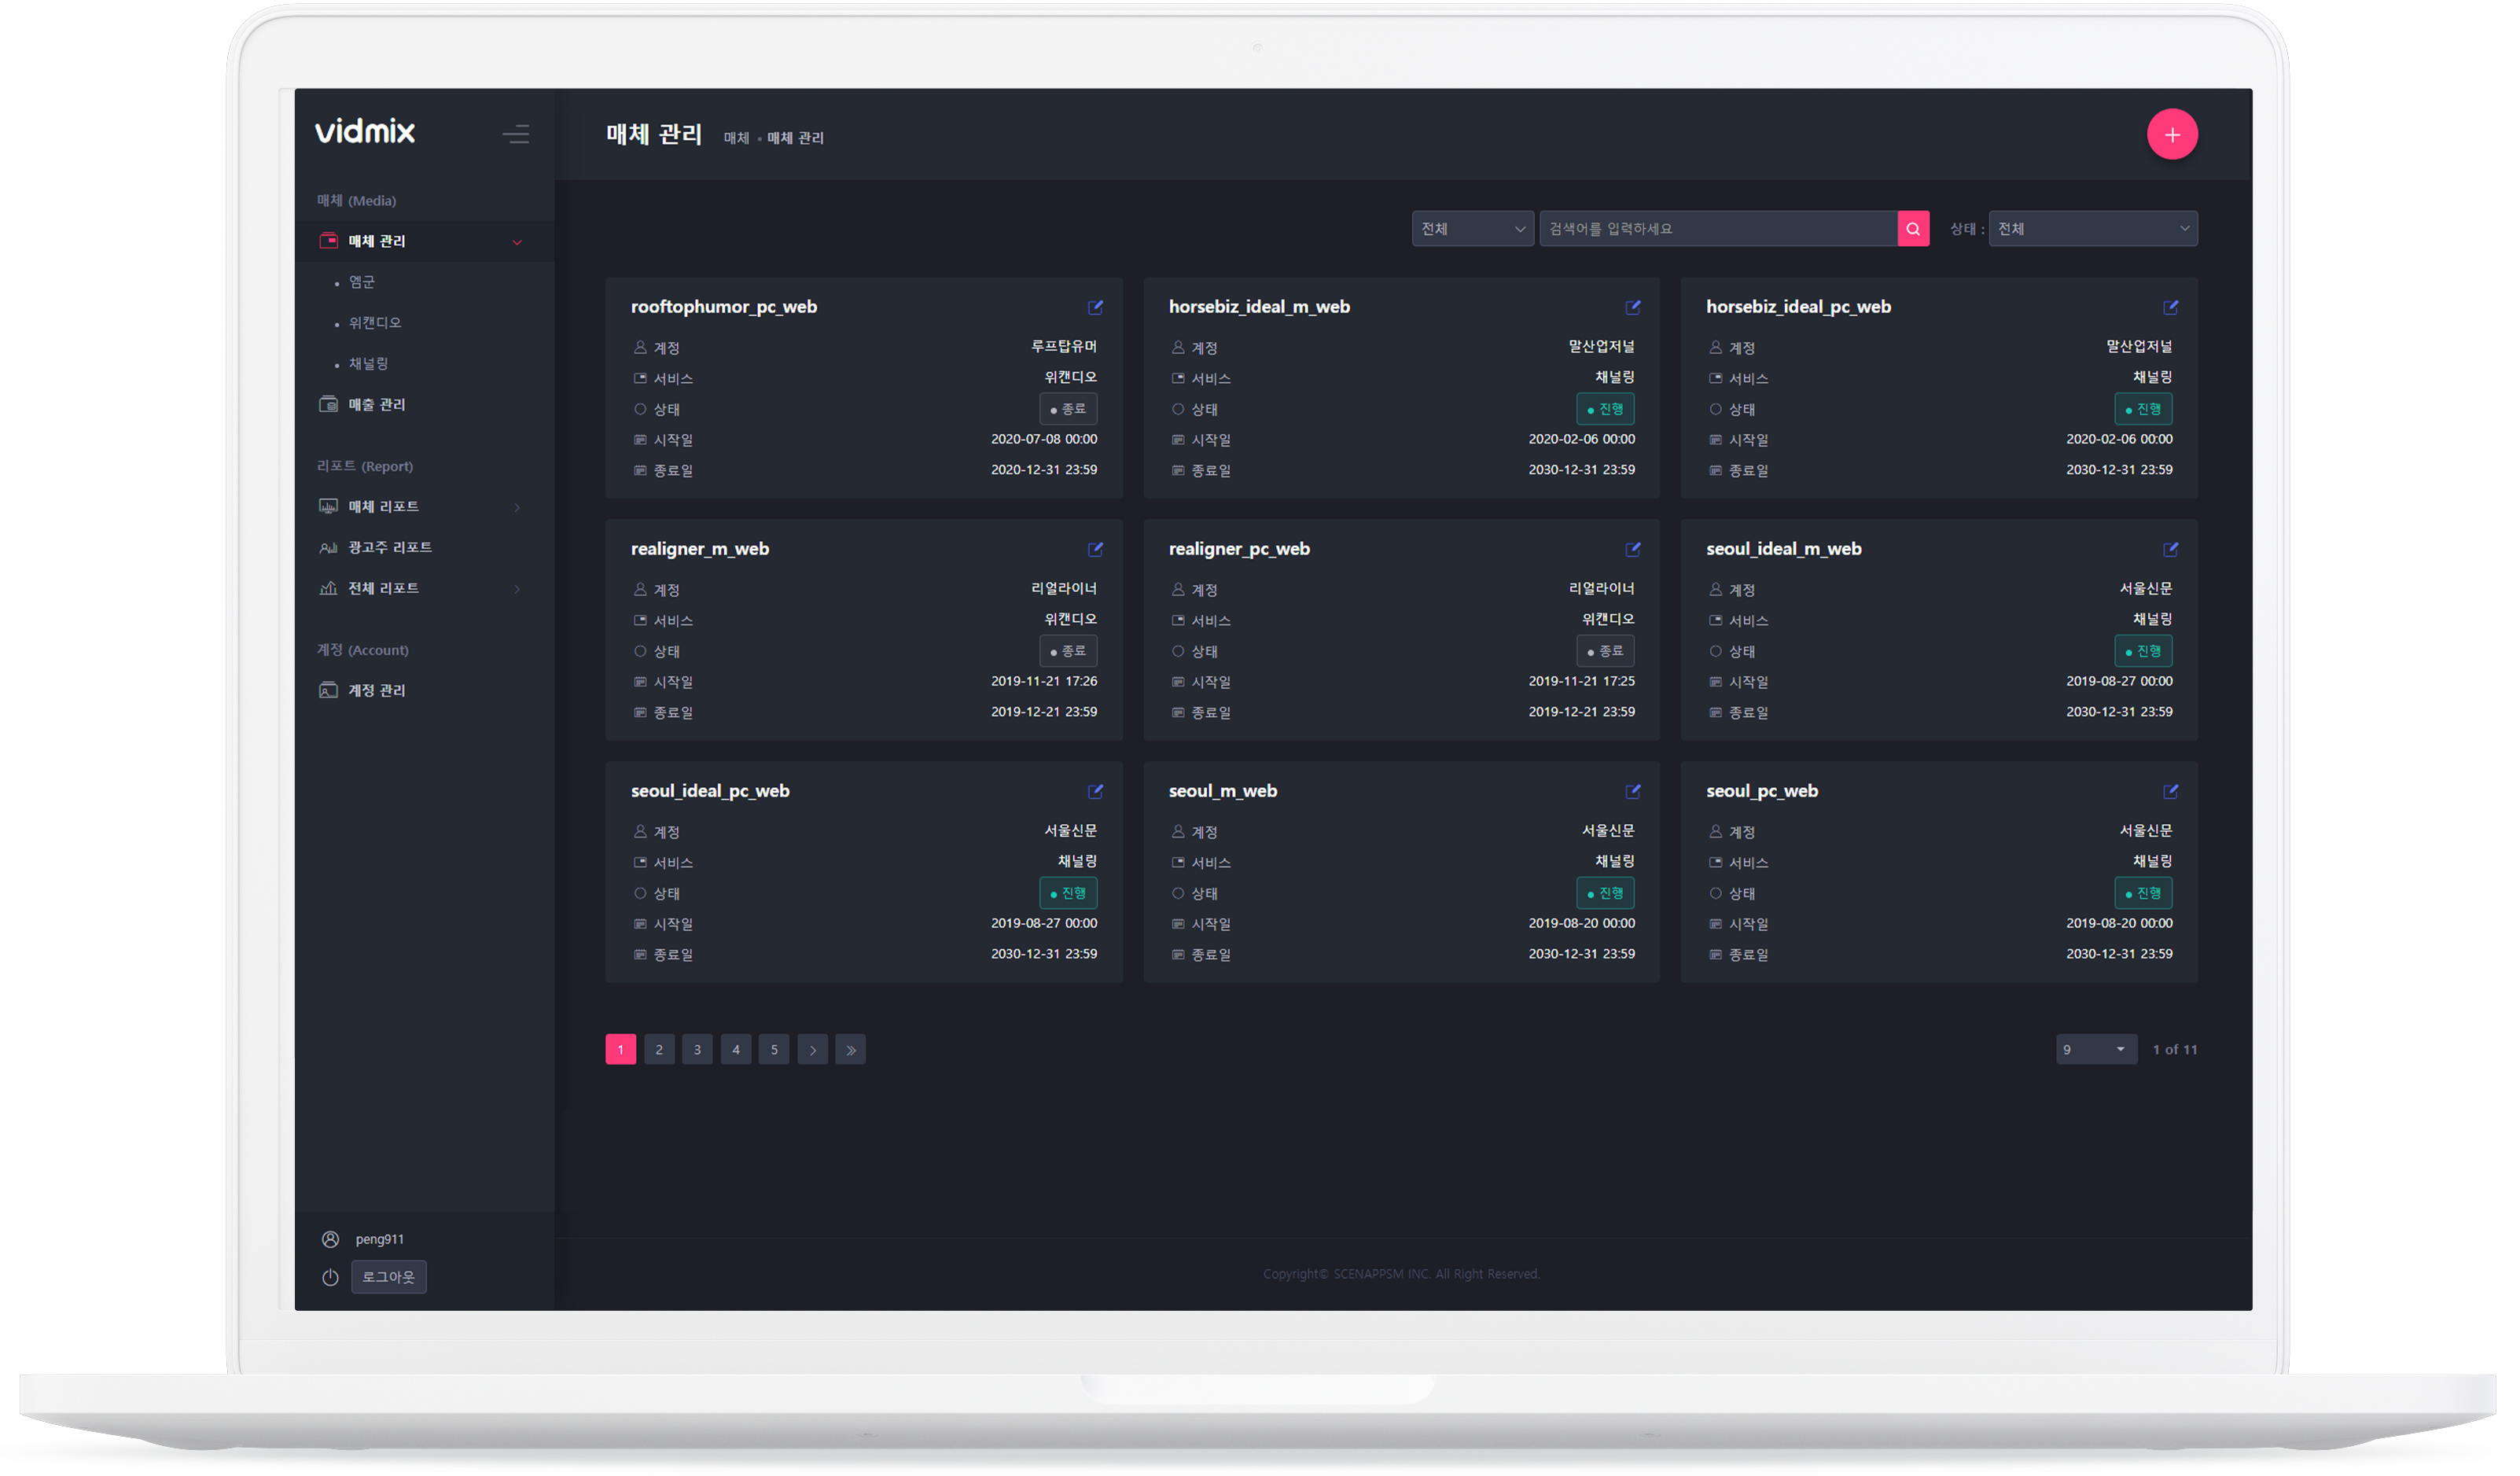 vidmix
매체 (Media)
매체 관리
엠군
위캔디오
채널링
매출 관리
리포트 (Report)
매체 리포트
광고주 리포트
전체 리포트
계정 (Account)
계정 관리
peng911
로그아웃
매체 관리 매체 • 매체 관리
+
전체 검색어를 입력하세요 상태 : 전체
rooftophumor_pc_web
계정 루프탑유머
서비스 위캔디오
상태 종료
시작일 2020-07-08 00:00
종료일 2020-12-31 23:59
horsebiz_ideal_m_web
계정 말산업저널
서비스 채널링
상태 진행
시작일 2020-02-06 00:00
종료일 2030-12-31 23:59
horsebiz_ideal_pc_web
계정 말산업저널
서비스 채널링
상태 진행
시작일 2020-02-06 00:00
종료일 2030-12-31 23:59
realigner_m_web
계정 리얼라이너
서비스 위캔디오
상태 종료
시작일 2019-11-21 17:26
종료일 2019-12-21 23:59
realigner_pc_web
계정 리얼라이너
서비스 위캔디오
상태 종료
시작일 2019-11-21 17:25
종료일 2019-12-21 23:59
seoul_ideal_m_web
계정 서울신문
서비스 채널링
상태 진행
시작일 2019-08-27 00:00
종료일 2030-12-31 23:59
seoul_ideal_pc_web
계정 서울신문
서비스 채널링
상태 진행
시작일 2019-08-27 00:00
종료일 2030-12-31 23:59
seoul_m_web
계정 서울신문
서비스 채널링
상태 진행
시작일 2019-08-20 00:00
종료일 2030-12-31 23:59
seoul_pc_web
계정 서울신문
서비스 채널링
상태 진행
시작일 2019-08-20 00:00
종료일 2030-12-31 23:59
1 2 3 4 5 > »
9 1 of 11
Copyright© SCENAPPSM INC. All Right Reserved.